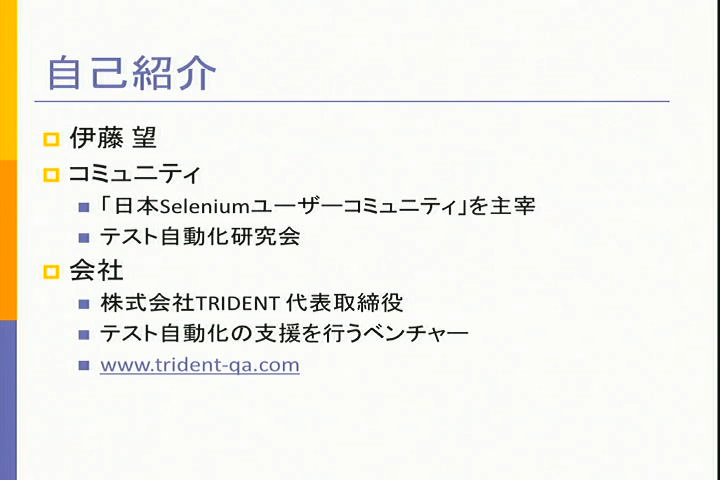 自己紹介
伊藤 望
コミュニティ
「日本Seleniumユーザーコミュニティ」を主宰
テスト自動化研究会
会社
株式会社TRIDENT 代表取締役
テスト自動化の支援を行うベンチャー
www.trident-qa.com